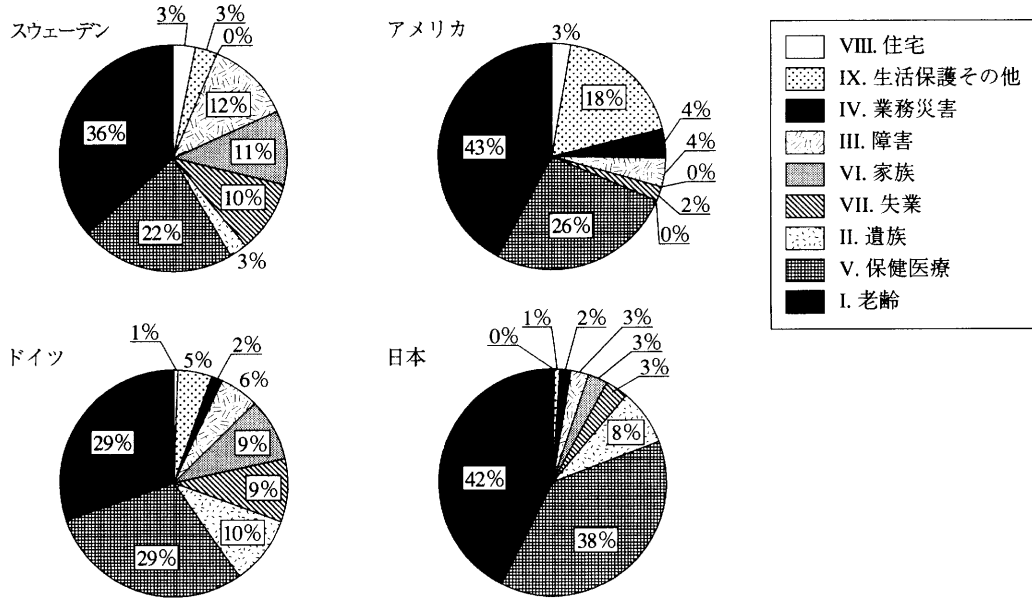 スウェーデン
3%
3%
0%
12%
11%
10%
3%
22%
36%
アメリカ
3%
18%
4%
4%
0%
2%
0%
26%
43%
VIII. 住宅
IX. 生活保護その他
IV. 業務災害
III. 障害
VI. 家族
VII. 失業
II. 遺族
V. 保健医療
I. 老齢
ドイツ
1%
5%
2%
6%
9%
9%
10%
29%
29%
日本
0%
1%
2%
3%
3%
3%
8%
38%
42%